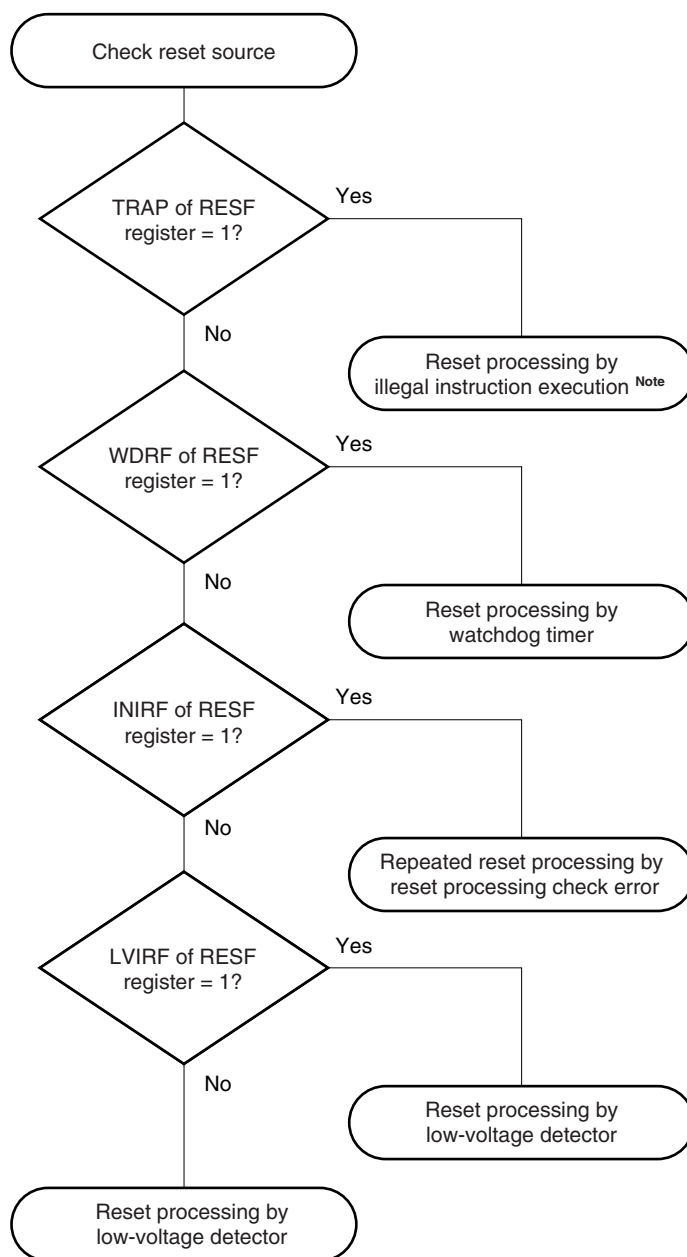 Check reset source
TRAP of RESF
register = 1?
Yes
No
Reset processing by
illegal instruction execution Note
WDRF of RESF
register = 1?
Yes
No
Reset processing by
watchdog timer
INIRF of RESF
register = 1?
Yes
No
Repeated reset processing by
reset processing check error
LVIRF of RESF
register = 1?
Yes
No
Reset processing by
low-voltage detector
Reset processing by
low-voltage detector